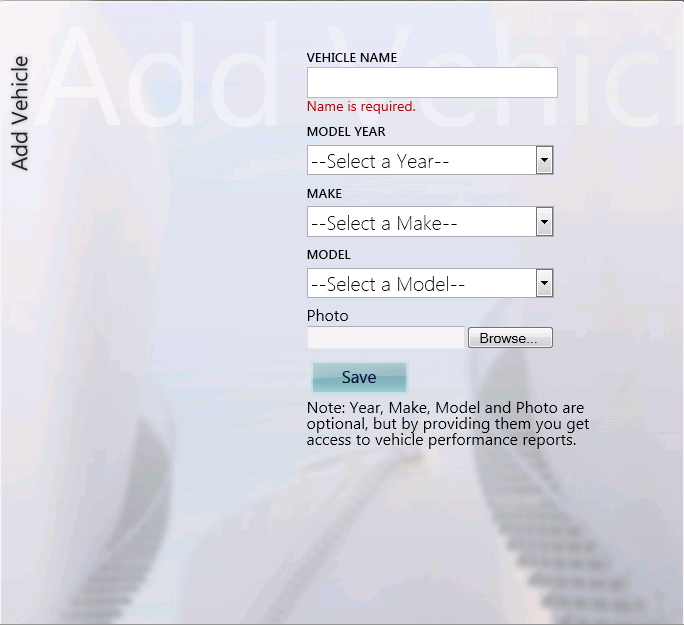 Add Vehicle
Add Vehicl
VEHICLE NAME
Name is required.
MODEL YEAR
--Select a Year--
MAKE
--Select a Make--
MODEL
--Select a Model--
Photo
Browse...
Save
Note: Year, Make, Model and Photo are
optional, but by providing them you get
access to vehicle performance reports.